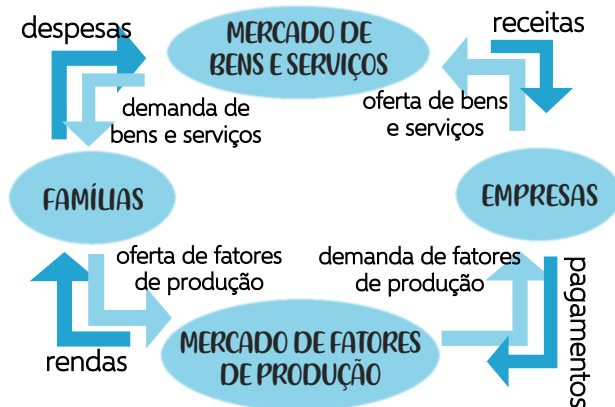 despesas
MERCADO DE
BENS E SERVIÇOS
receitas
demanda de
bens e serviços
oferta de bens
e serviços
FAMÍLIAS
EMPRESAS
oferta de fatores
de produção
demanda de fatores
de produção
pagamentos
rendas
MERCADO DE FATORES
DE PRODUÇÃO